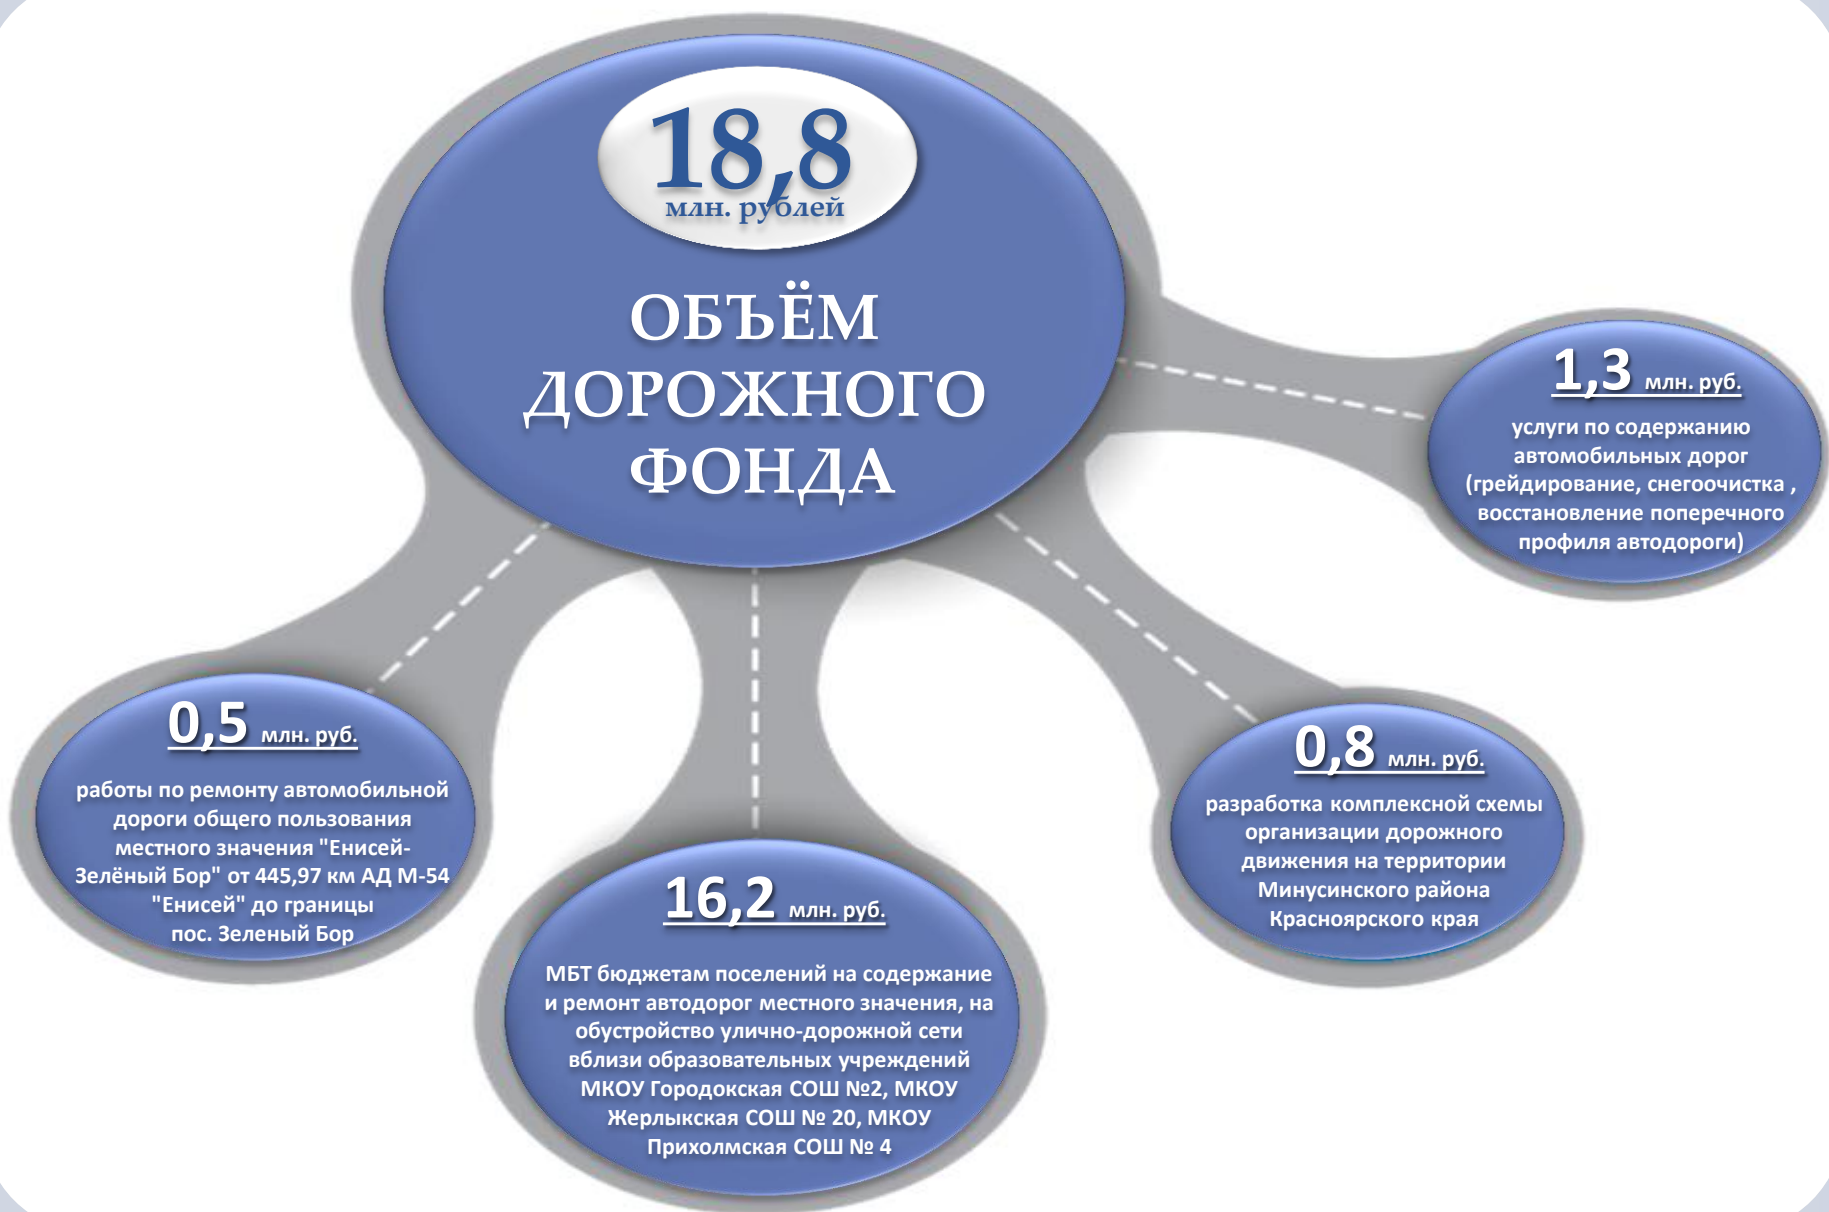 18,8
млн. рублей
ОБЪЁМ
ДОРОЖНОГО
ФОНДА
1,3 млн. руб.
услуги по содержанию
автомобильных дорог
(грейдирование, снегоочистка ,
восстановление поперечного
профиля автодороги)
0,5 млн. руб.
работы по ремонту автомобильной
дороги общего пользования
местного значения "Енисей-
Зелёный Бор" от 445,97 км АД М-54
"Енисей" до границы
пос. Зеленый Бор
0,8 млн. руб.
разработка комплексной схемы
организации дорожного
движения на территории
Минусинского района
Красноярского края
16,2 млн. руб.
МБТ бюджетам поселений на содержание
и ремонт автодорог местного значения, на
обустройство улично-дорожной сети
вблизи образовательных учреждений
МКОУ Городокская СОШ №2, МКОУ
Жерлыкская СОШ № 20, МКОУ
Прихолмская СОШ № 4